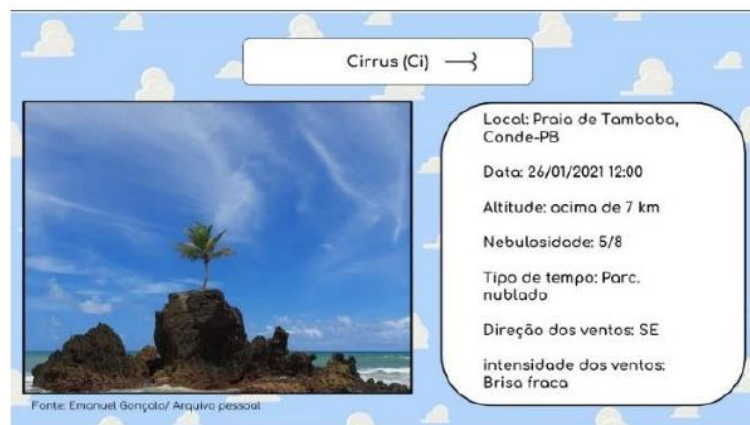 Cirrus (Ci)
Local: Praia de Tambaba,
Conde-PB
Data: 26/01/2021 12:00
Altitude: acima de 7 km
Nebulosidade: 5/8
Tipo de tempo: Parc.
nublado
Direção dos ventos: SE
intensidade dos ventos:
Brisa fraca
Fonte: Emanuel Gonçalo/ Arquivo pessoal